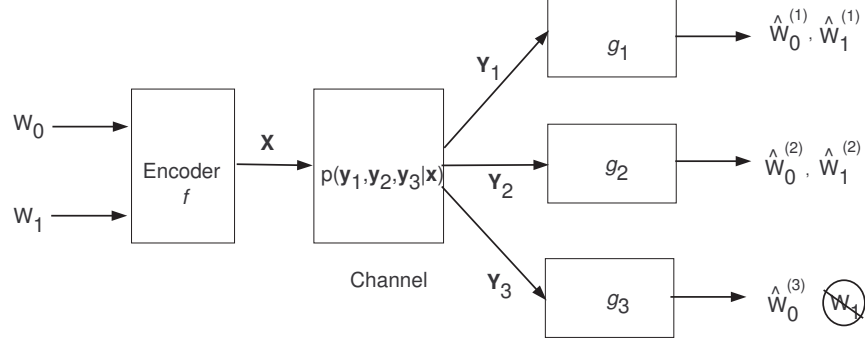 W₀
W₁
Encoder
f
X
p(y₁,y₂,y₃|x)
Channel
Y₁
Y₂
Y₃
g₁
g₂
g₃
Ŵ₀⁽¹⁾, Ŵ₁⁽¹⁾
Ŵ₀⁽²⁾, Ŵ₁⁽²⁾
Ŵ₀⁽³⁾ W₁